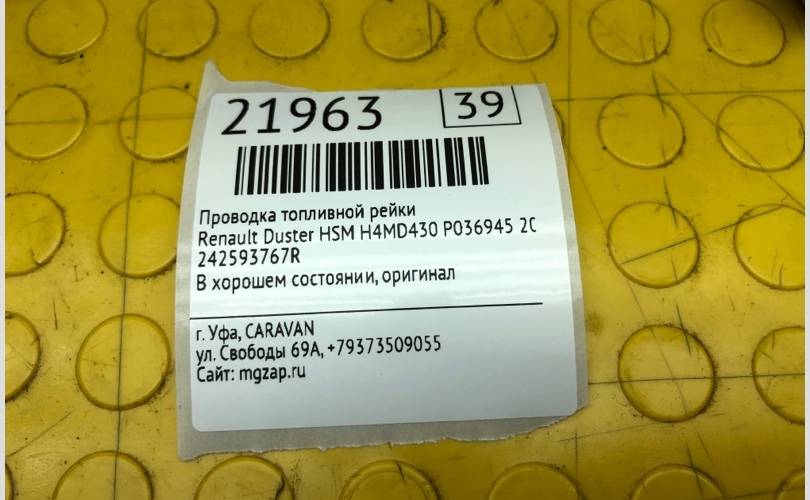 21963 39
Проводка топливной рейки
Renault Duster HSM H4MD430 P036945 20
242593767R
В хорошем состоянии, оригинал
г. Уфа, CARAVAN
ул. Свободы 69А, +79373509055
Сайт: mgzap.ru